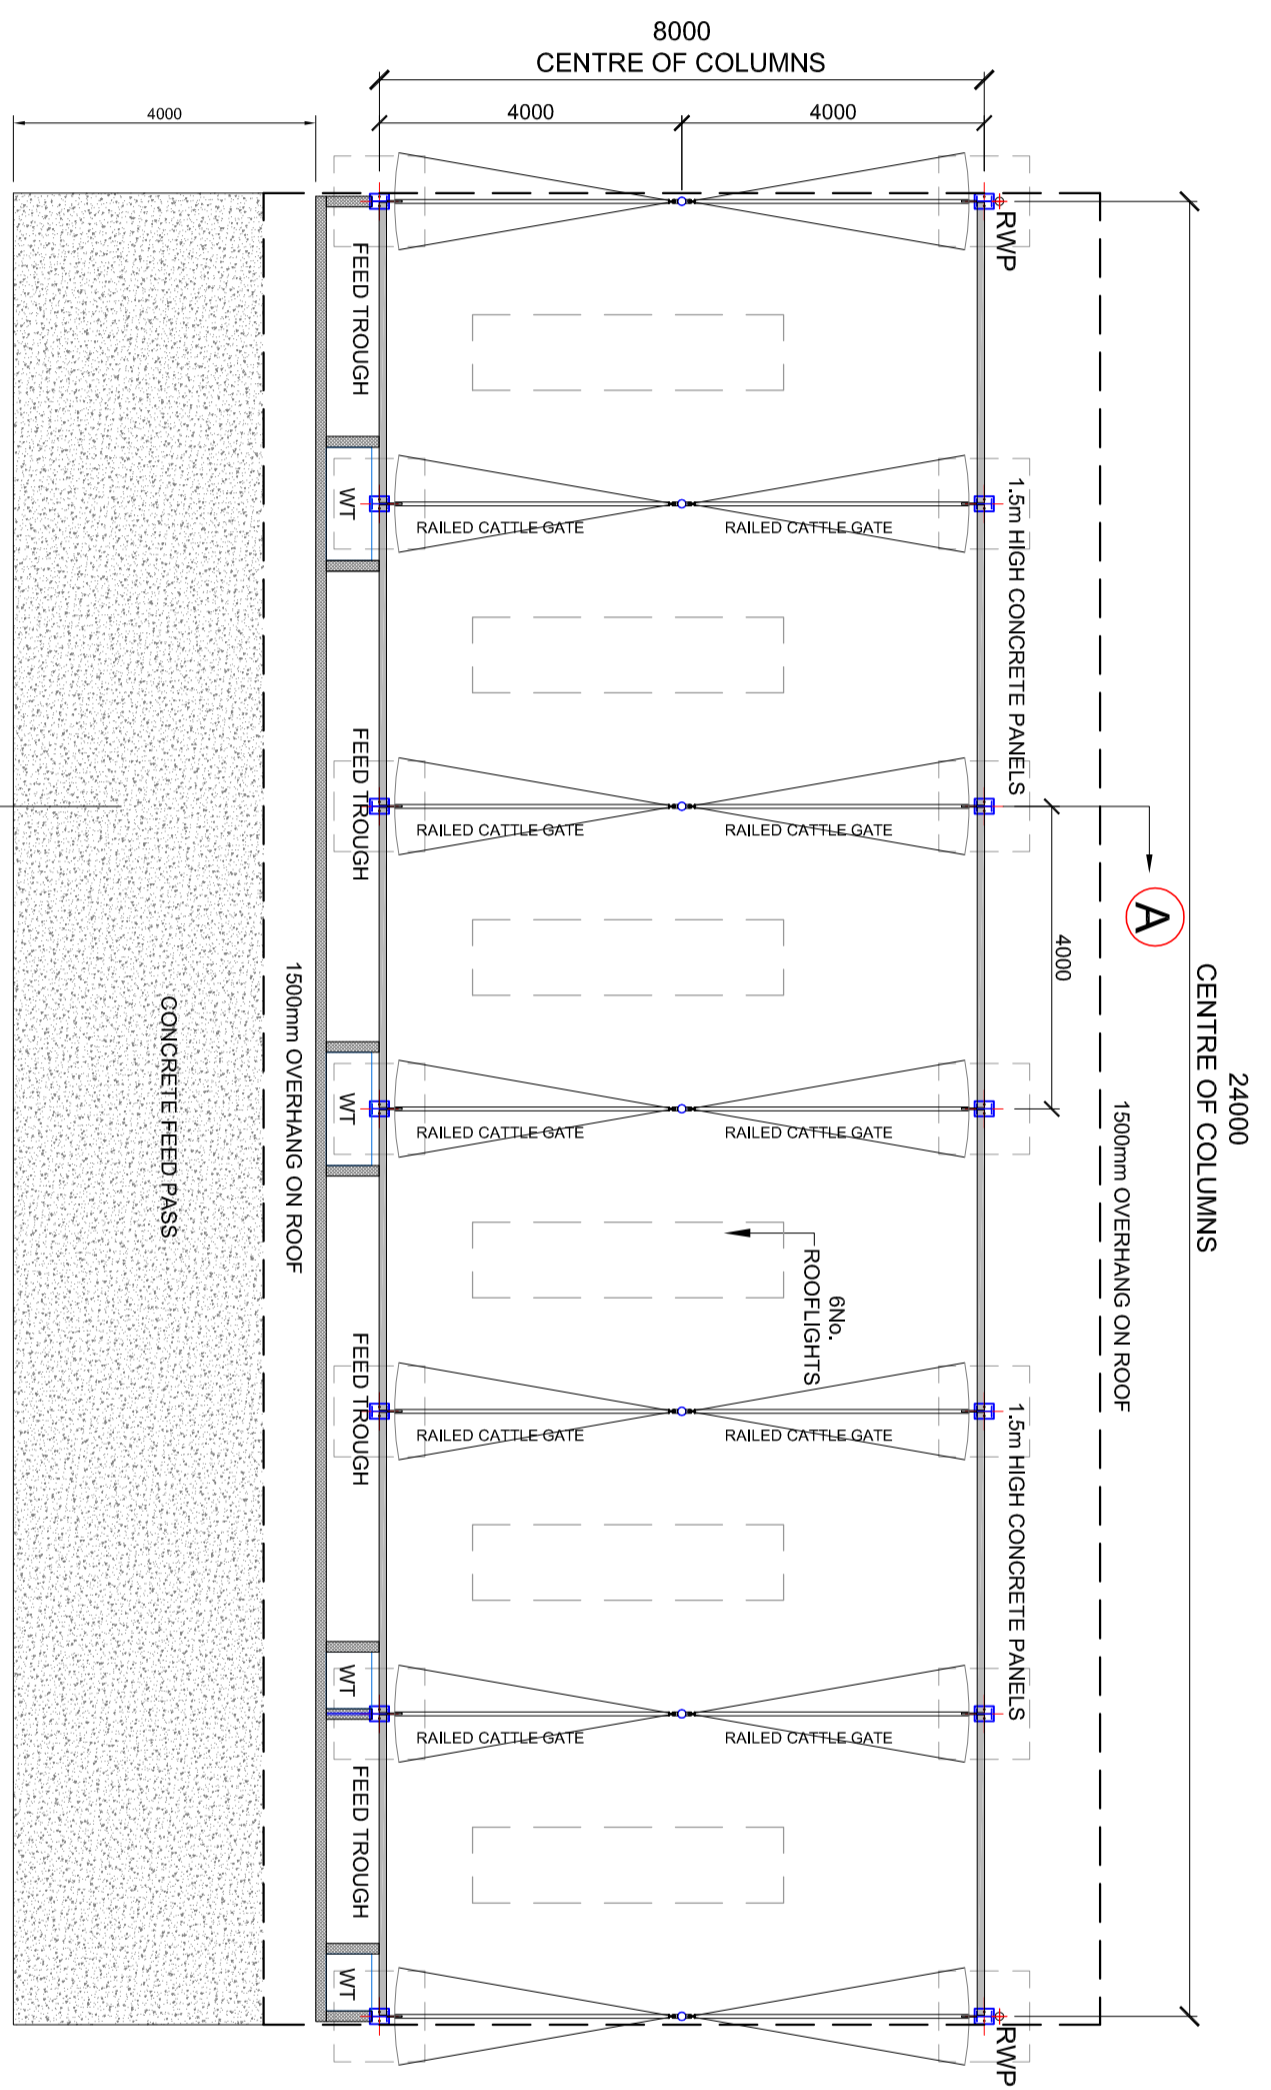 8000
CENTRE OF COLUMNS
4000
4000
4000
RWP
FEED TROUGH
WT
RAILED CATTLE GATE
RAILED CATTLE GATE
1.5m HIGH CONCRETE PANELS
FEED TROUGH
RAILED CATTLE GATE
RAILED CATTLE GATE
A
4000
24000
CENTRE OF COLUMNS
1500mm OVERHANG ON ROOF
1500mm OVERHANG ON ROOF
CONCRETE FEED PASS
WT
RAILED CATTLE GATE
RAILED CATTLE GATE
6No.
ROOFLIGHTS
FEED TROUGH
RAILED CATTLE GATE
RAILED CATTLE GATE
1.5m HIGH CONCRETE PANELS
WT
RAILED CATTLE GATE
RAILED CATTLE GATE
FEED TROUGH
WT
RWP